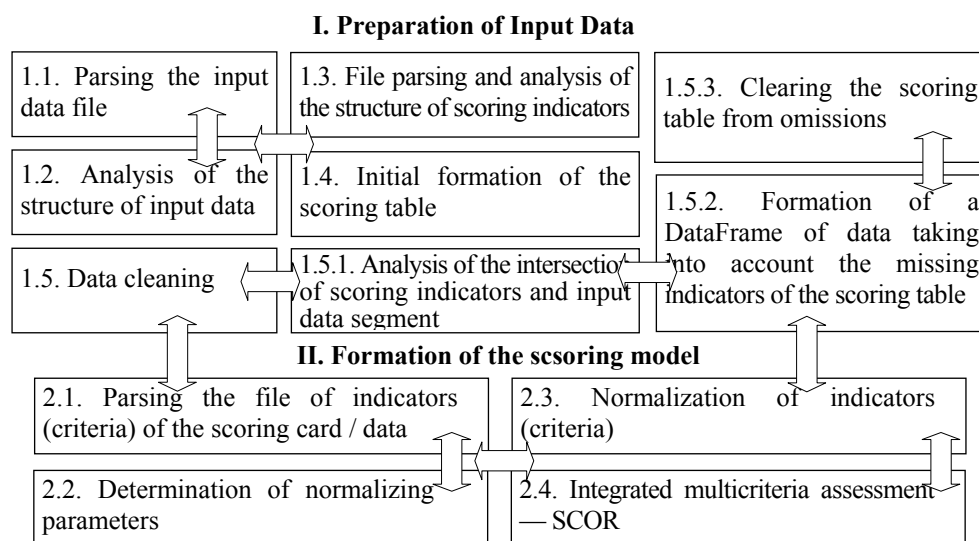 I. Preparation of Input Data
1.1. Parsing the input
data file
1.3. File parsing and analysis of
the structure of scoring indicators
1.5.3. Clearing the scoring
table from omissions
1.2. Analysis of the
structure of input data
1.4. Initial formation of the
scoring table
1.5.2. Formation of a
DataFrame of data taking
into account the missing
indicators of the scoring table
1.5. Data cleaning
1.5.1. Analysis of the intersectio
of scoring indicators and input
data segment
II. Formation of the scsoring model
2.1. Parsing the file of indicators
(criteria) of the scoring card / data
2.3. Normalization of indicators
(criteria)
2.2. Determination of normalizing
parameters
2.4. Integrated multicriteria assessment
— SCOR